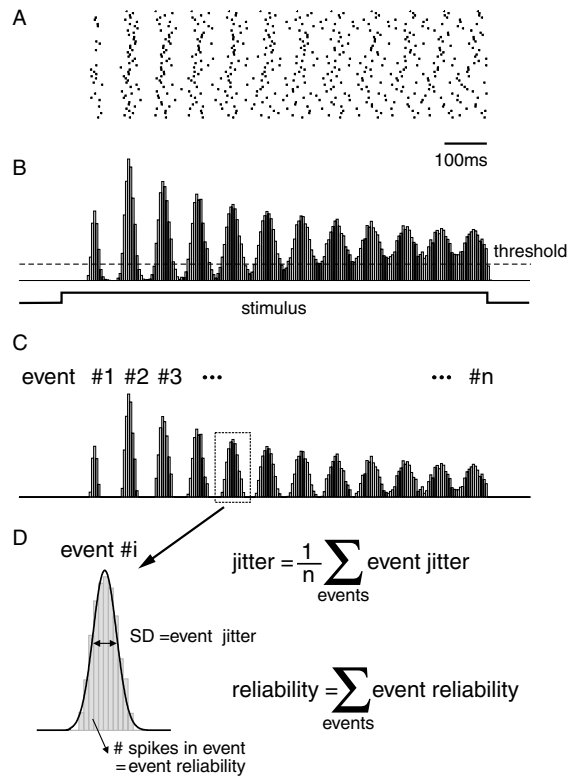 A
100ms
B
threshold
stimulus
C
event #1 #2 #3 ... ... #n
D
event #i
jitter = 1/n ∑ event jitter
events
SD =event jitter
reliability = ∑ event reliability
events
# spikes in event
= event reliability